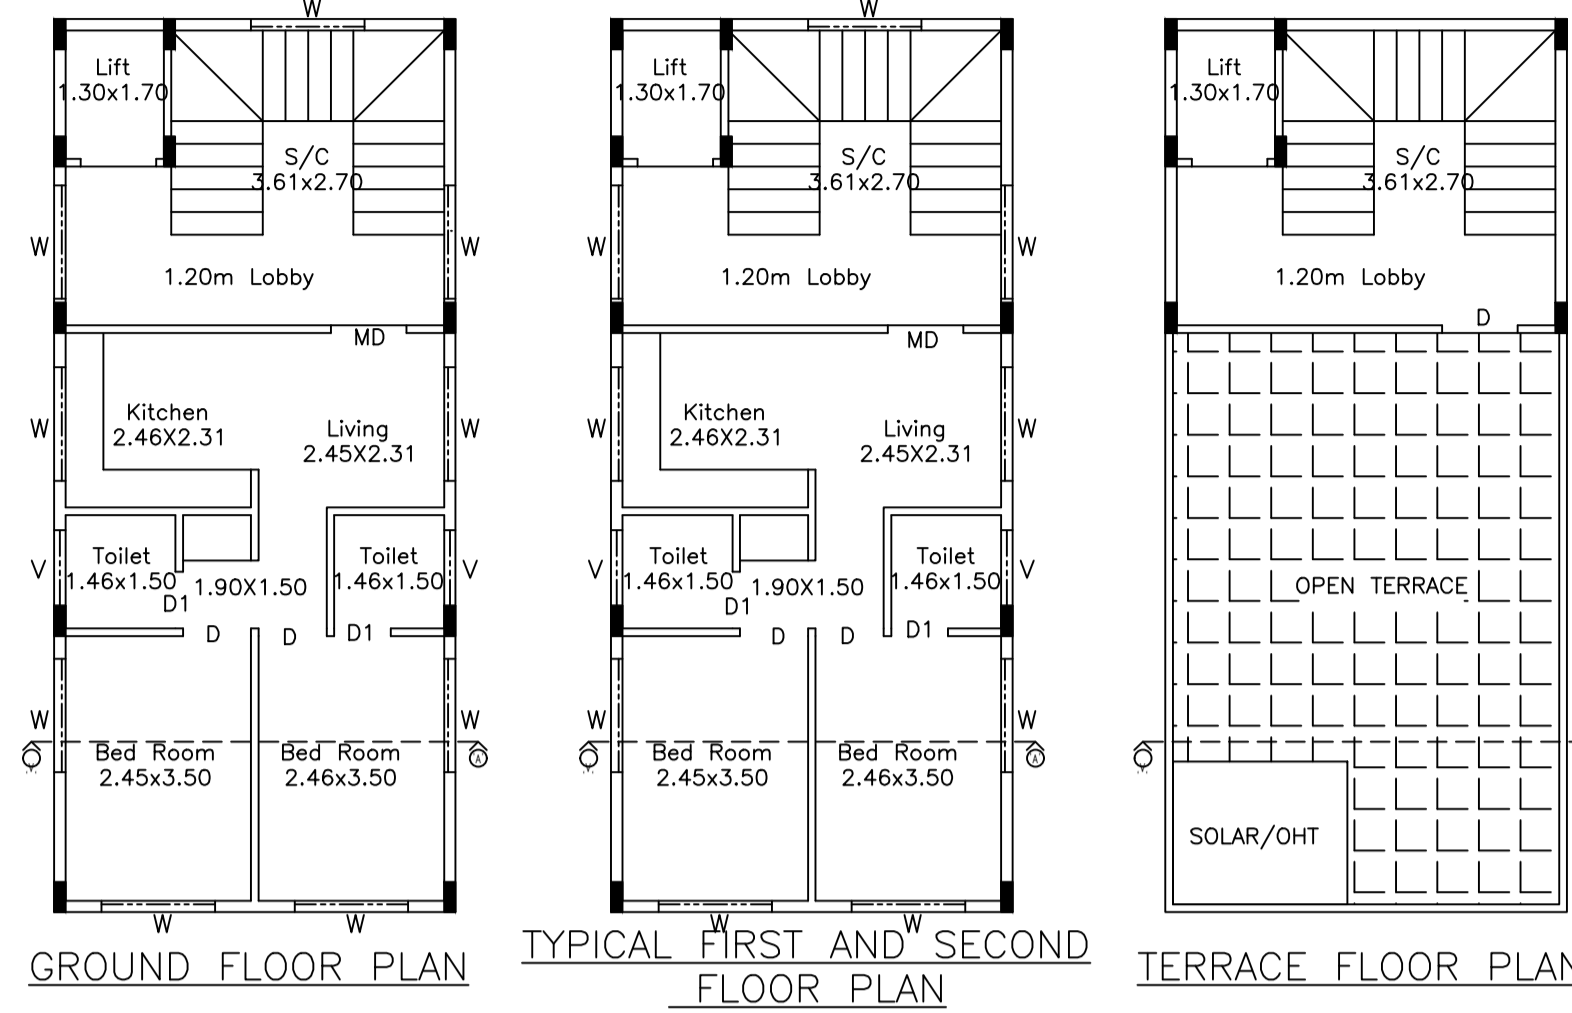 W
Lift
1.30x1.70
S/C
3.61x2.70
W
W
1.20m Lobby
MD
Kitchen
2.46X2.31
Living
2.45X2.31
W
W
Toilet
1.46x1.50
1.90X1.50
Toilet
1.46x1.50
V
V
D1
D
D
D1
W
W
Bed Room
2.45x3.50
Bed Room
2.46x3.50
A
W
W
GROUND FLOOR PLAN
W
Lift
1.30x1.70
S/C
3.61x2.70
W
W
1.20m Lobby
MD
Kitchen
2.46X2.31
Living
2.45X2.31
W
W
Toilet
1.46x1.50
1.90X1.50
Toilet
1.46x1.50
V
V
D1
D
D
D1
W
W
Bed Room
2.45x3.50
Bed Room
2.46x3.50
A
W
W
TYPICAL FIRST AND SECOND
FLOOR PLAN
Lift
1.30x1.70
S/C
3.61x2.70
1.20m Lobby
D
OPEN TERRACE
SOLAR/OHT
TERRACE FLOOR PLAN